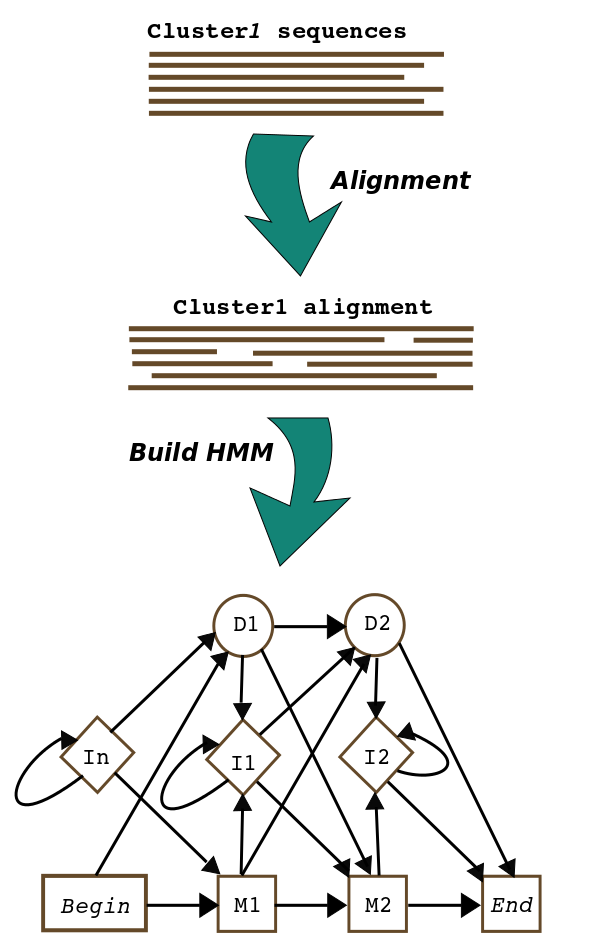 Cluster1 sequences
Alignment
Cluster1 alignment
Build HMM
D1 D2
In I1 I2
Begin M1 M2 End